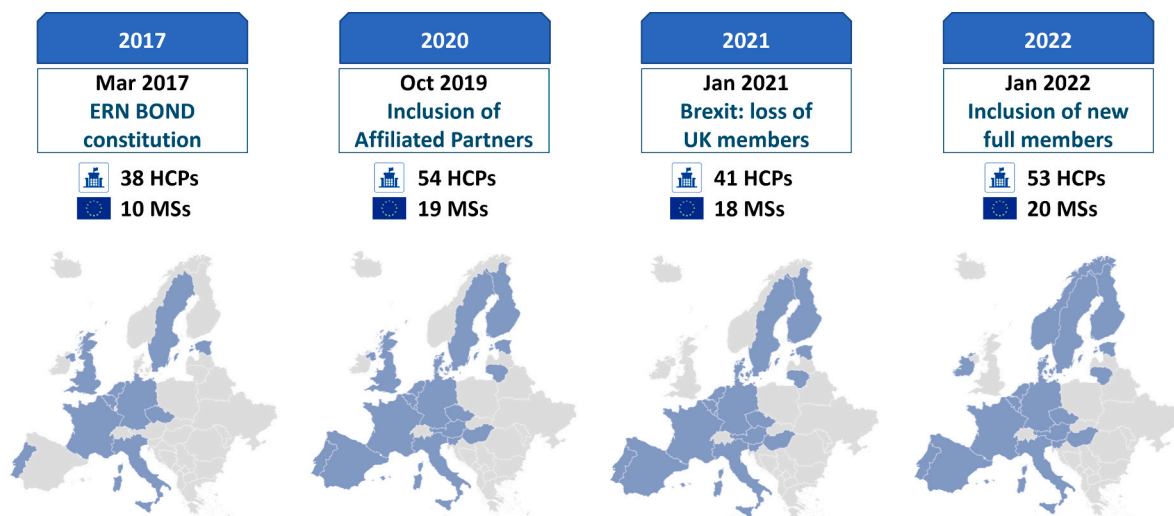 2017
Mar 2017
ERN BOND
constitution
38 HCPs
10 MSs
2020
Oct 2019
Inclusion of
Affiliated Partners
54 HCPs
19 MSs
2021
Jan 2021
Brexit: loss of
UK members
41 HCPs
18 MSs
2022
Jan 2022
Inclusion of new
full members
53 HCPs
20 MSs